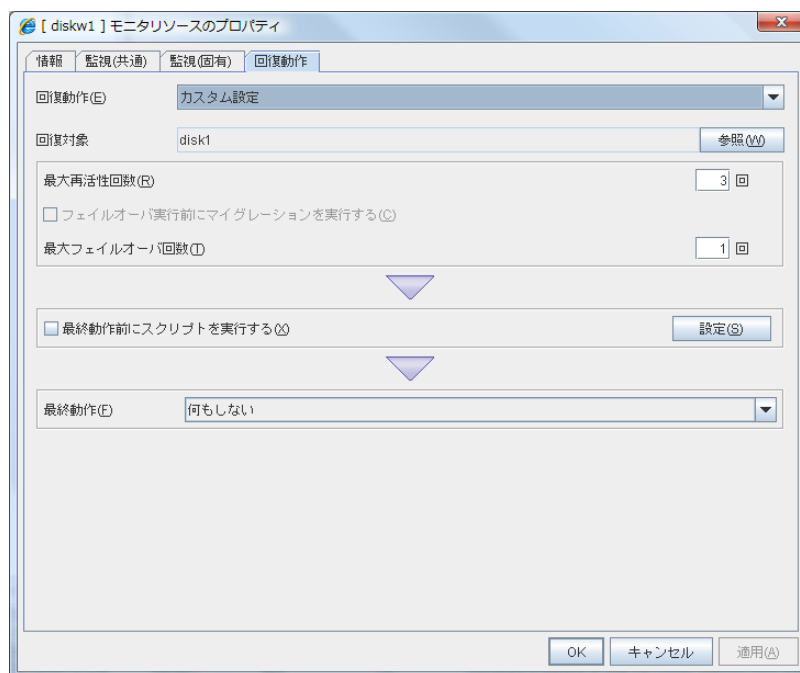 [ diskw1 ] モニタリソースのプロパティ
情報 監視(共通) 監視(固有) 回復動作
回復動作(E) カスタム設定
回復対象 disk1 参照(W)
最大再活性回数(R) 3 回
フェイルオーバ実行前にマイグレーションを実行する(C)
最大フェイルオーバ回数(T) 1 回
最終動作前にスクリプトを実行する(X) 設定(S)
最終動作(F) 何もしない
OK キャンセル 適用(A)